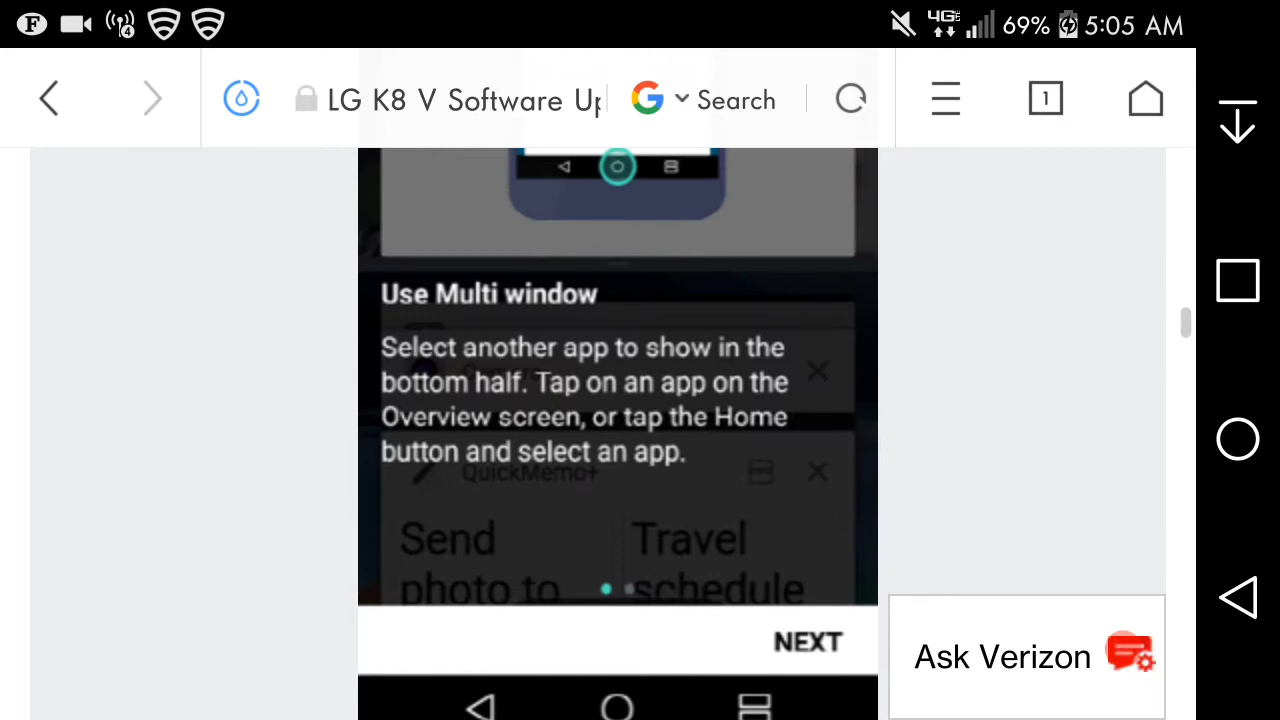 F 4 4G 69% 5:05 AM
LG K8 V Software Up G Search 1
Use Multi window
Select another app to show in the
bottom half. Tap on an app on the
Overview screen, or tap the Home
button and select an app.
QuickMemo+
Send Travel
photo to schedule
NEXT
Ask Verizon